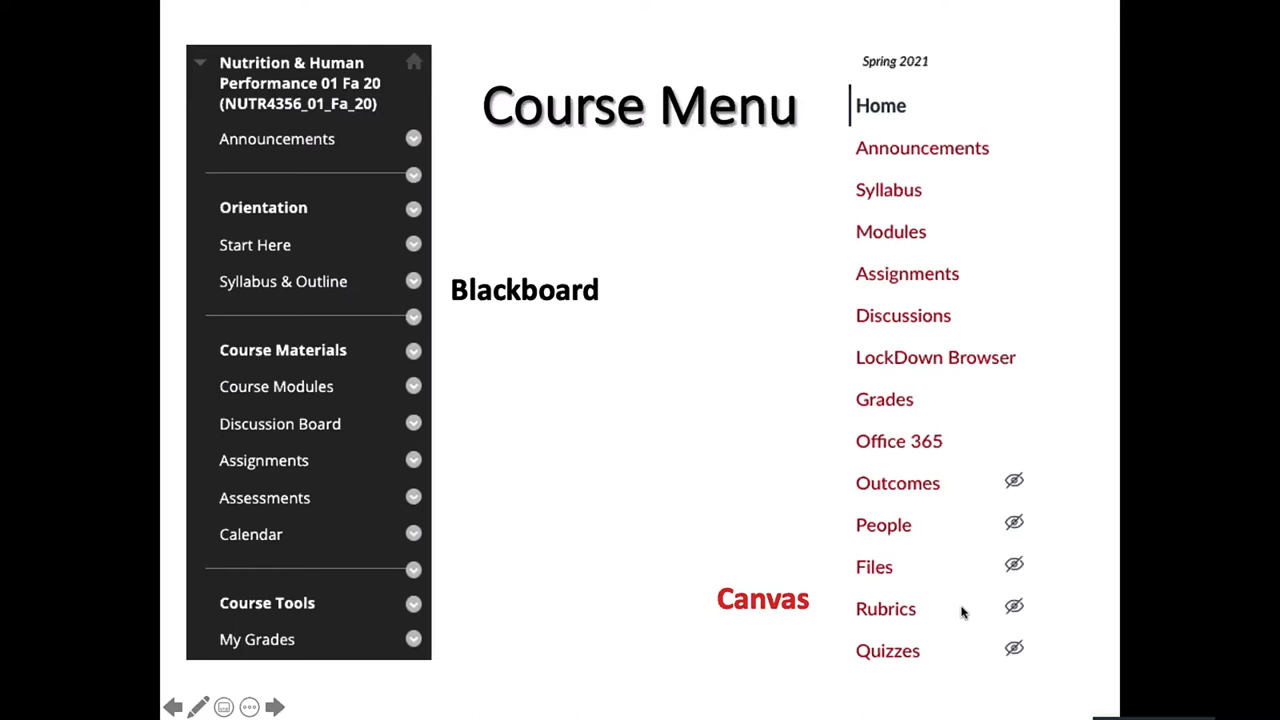 Nutrition & Human
Performance 01 Fa 20
(NUTR4356_01_Fa_20)
Announcements
Orientation
Start Here
Syllabus & Outline
Course Materials
Course Modules
Discussion Board
Assignments
Assessments
Calendar
Course Tools
My Grades
Course Menu
Blackboard
Canvas
Spring 2021
Home
Announcements
Syllabus
Modules
Assignments
Discussions
LockDown Browser
Grades
Office 365
Outcomes
People
Files
Rubrics
Quizzes